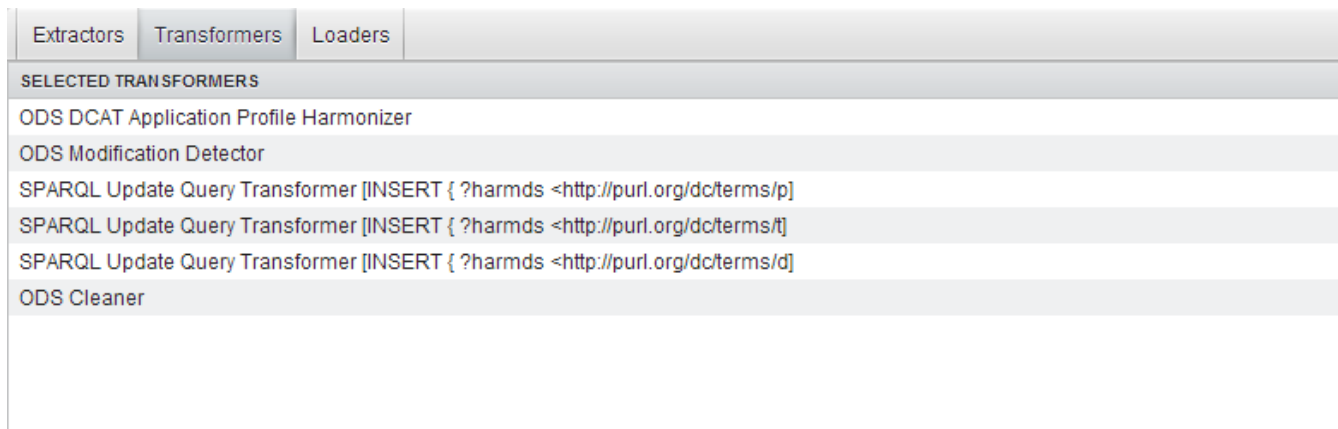 Extractors Transformers Loaders
SELECTED TRANSFORMERS
ODS DCAT Application Profile Harmonizer
ODS Modification Detector
SPARQL Update Query Transformer [INSERT { ?harmds <http://purl.org/dc/terms/p]
SPARQL Update Query Transformer [INSERT { ?harmds <http://purl.org/dc/terms/t]
SPARQL Update Query Transformer [INSERT { ?harmds <http://purl.org/dc/terms/d]
ODS Cleaner